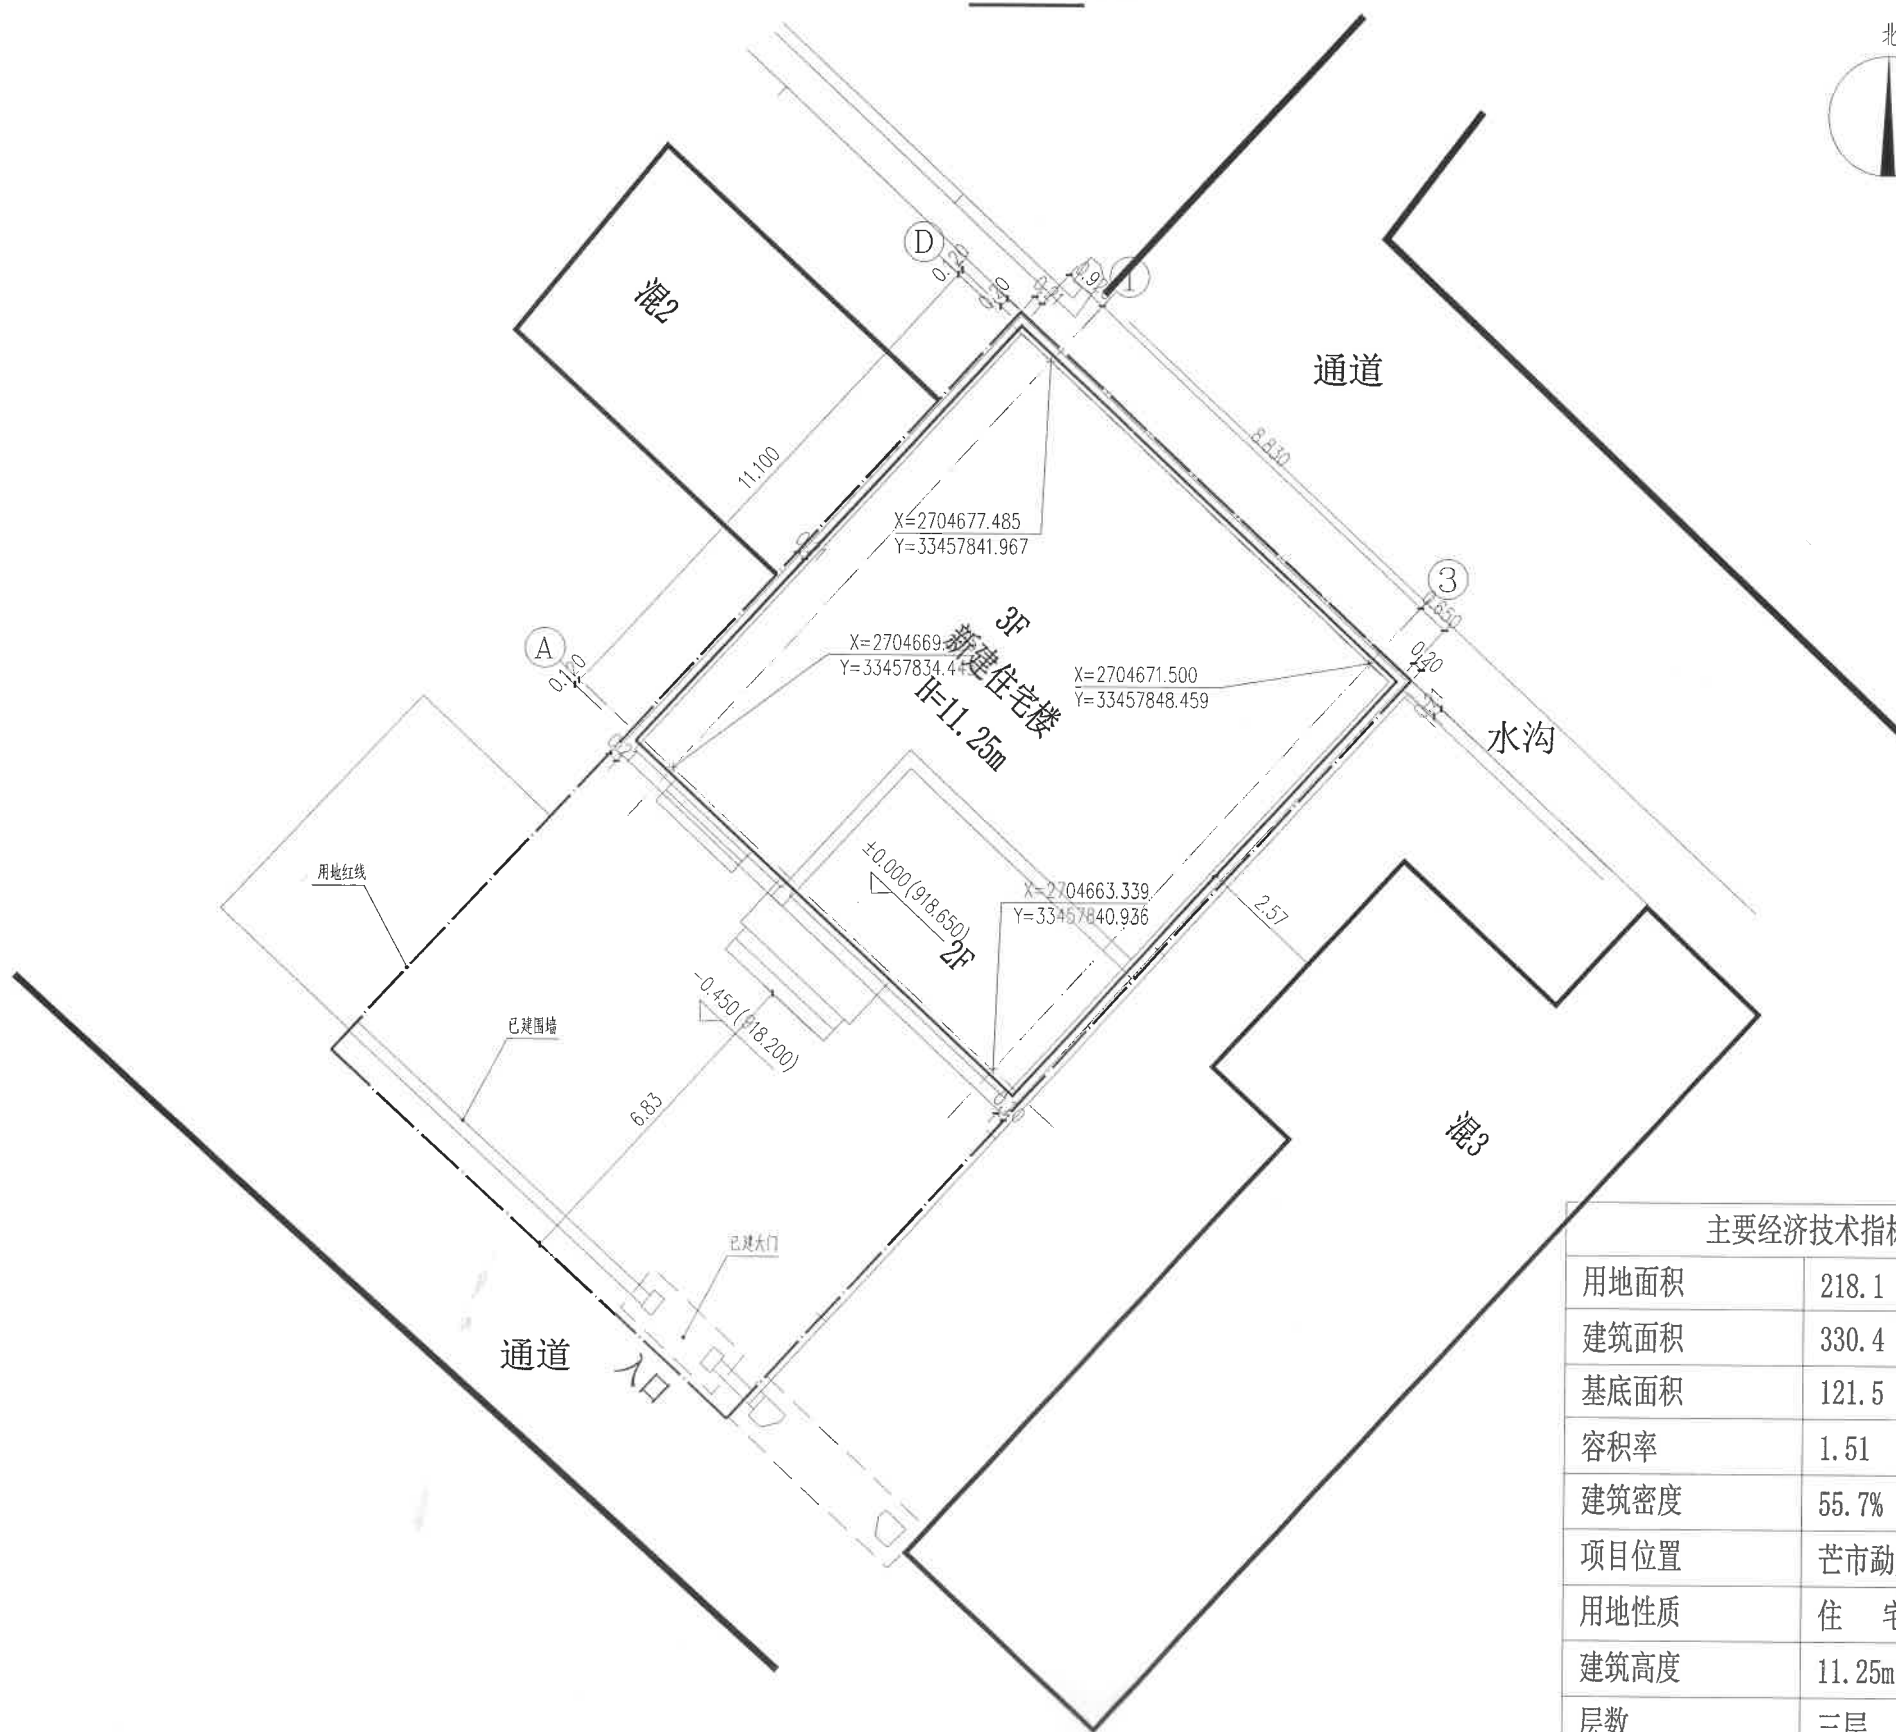 北
D
0.120
0.20
1
混2
通道
11.100
8.830
X=2704677.485
Y=33457841.967
3
0.20
A
0.120
3F
新建住宅楼
H=11.25m
X=2704669.
Y=33457834.4
X=2704671.500
Y=33457848.459
水沟
用地红线
±0.000(918.650)
2F
X=2704663.339
Y=33457840.936
2.57
-0.450(918.200)
已建围墙
6.83
混3
已建大门
通道
入口
主要经济技术指标
用地面积 218.1
建筑面积 330.4
基底面积 121.5
容积率 1.51
建筑密度 55.7%
项目位置 芒市勐
用地性质 住 宅
建筑高度 11.25m
层数 三层